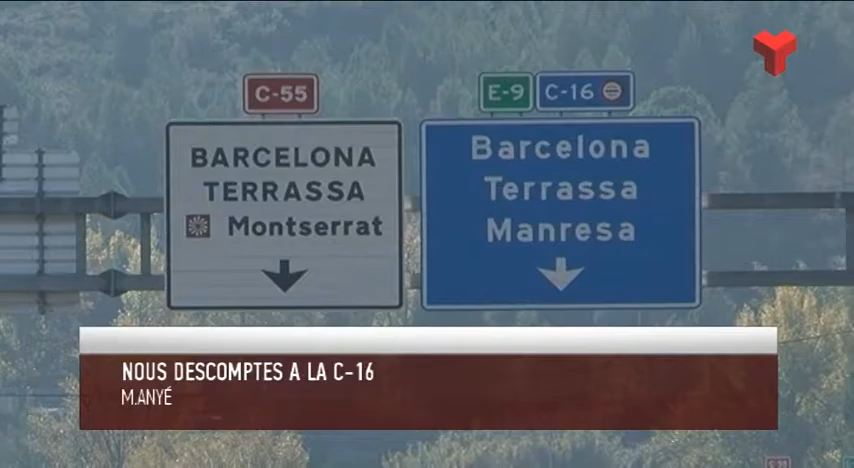 C-55
E-9 C-16
BARCELONA
TERRASSA
Montserrat
Barcelona
Terrassa
Manresa
NOUS DESCOMPTES A LA C-16
M.ANYÉ